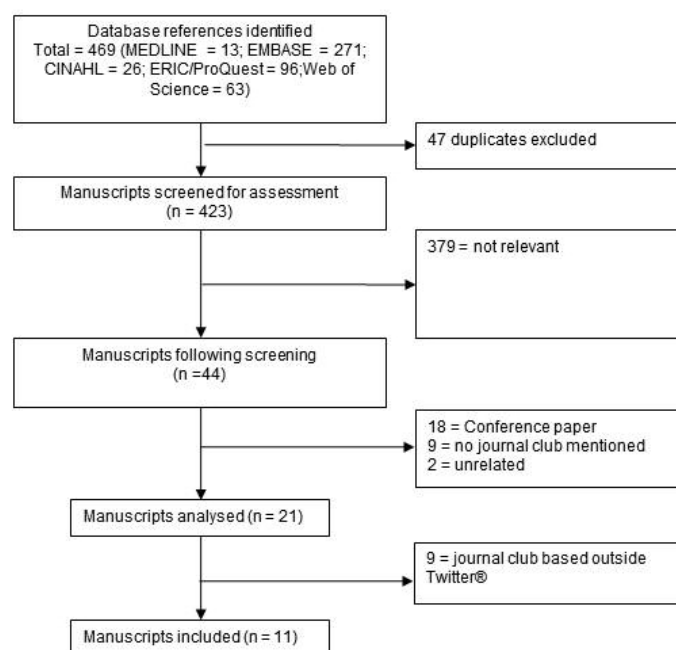 Database references identified
Total = 469 (MEDLINE = 13; EMBASE = 271;
CINAHL = 26; ERIC/ProQuest = 96;Web of
Science = 63)
47 duplicates excluded
Manuscripts screened for assessment
(n = 423)
379 = not relevant
Manuscripts following screening
(n =44)
18 = Conference paper
9 = no journal club mentioned
2 = unrelated
Manuscripts analysed (n = 21)
9 = journal club based outside
Twitter®
Manuscripts included (n = 11)